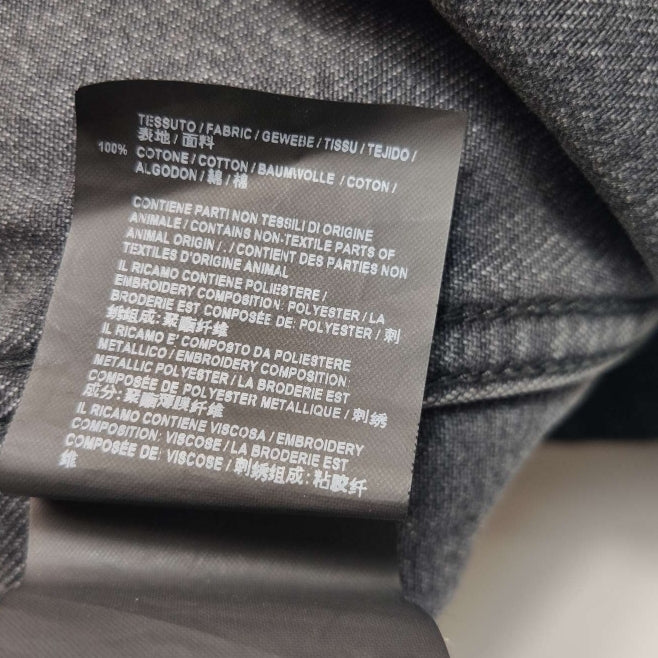 TESSUTO / FABRIC / GEWEBE / TISSU / TEJIDO /
表地 / 面料
100% COTONE / COTTON / BAUMWOLLE / COTON /
ALGODON / 綿 / 棉
CONTIENE PARTI NON TESSILI DI ORIGINE
ANIMALE / CONTAINS NON-TEXTILE PARTS OF
ANIMAL ORIGIN /. / CONTIENT DES PARTIES NON
TEXTILES D'ORIGINE ANIMAL
IL RICAMO CONTIENE POLIESTERE /
EMBROIDERY COMPOSITION: POLYESTER / LA
BRODERIE EST COMPOSÉE DE: POLYESTER / 刺
组成: 聚酯纤维
IL RICAMO E' COMPOSTO DA POLIESTERE
METALLICO / EMBROIDERY COMPOSITION:
METALLIC POLYESTER / LA BRODERIE EST
COMPOSÉE DE POLYESTER METALLIQUE / 刺绣
成分: 聚酯薄膜纤维
IL RICAMO CONTIENE VISCOSA / EMBROIDERY
COMPOSITION: VISCOSE / LA BRODERIE EST
COMPOSÉE DE: VISCOSE / 刺绣组成: 粘胶纤
维